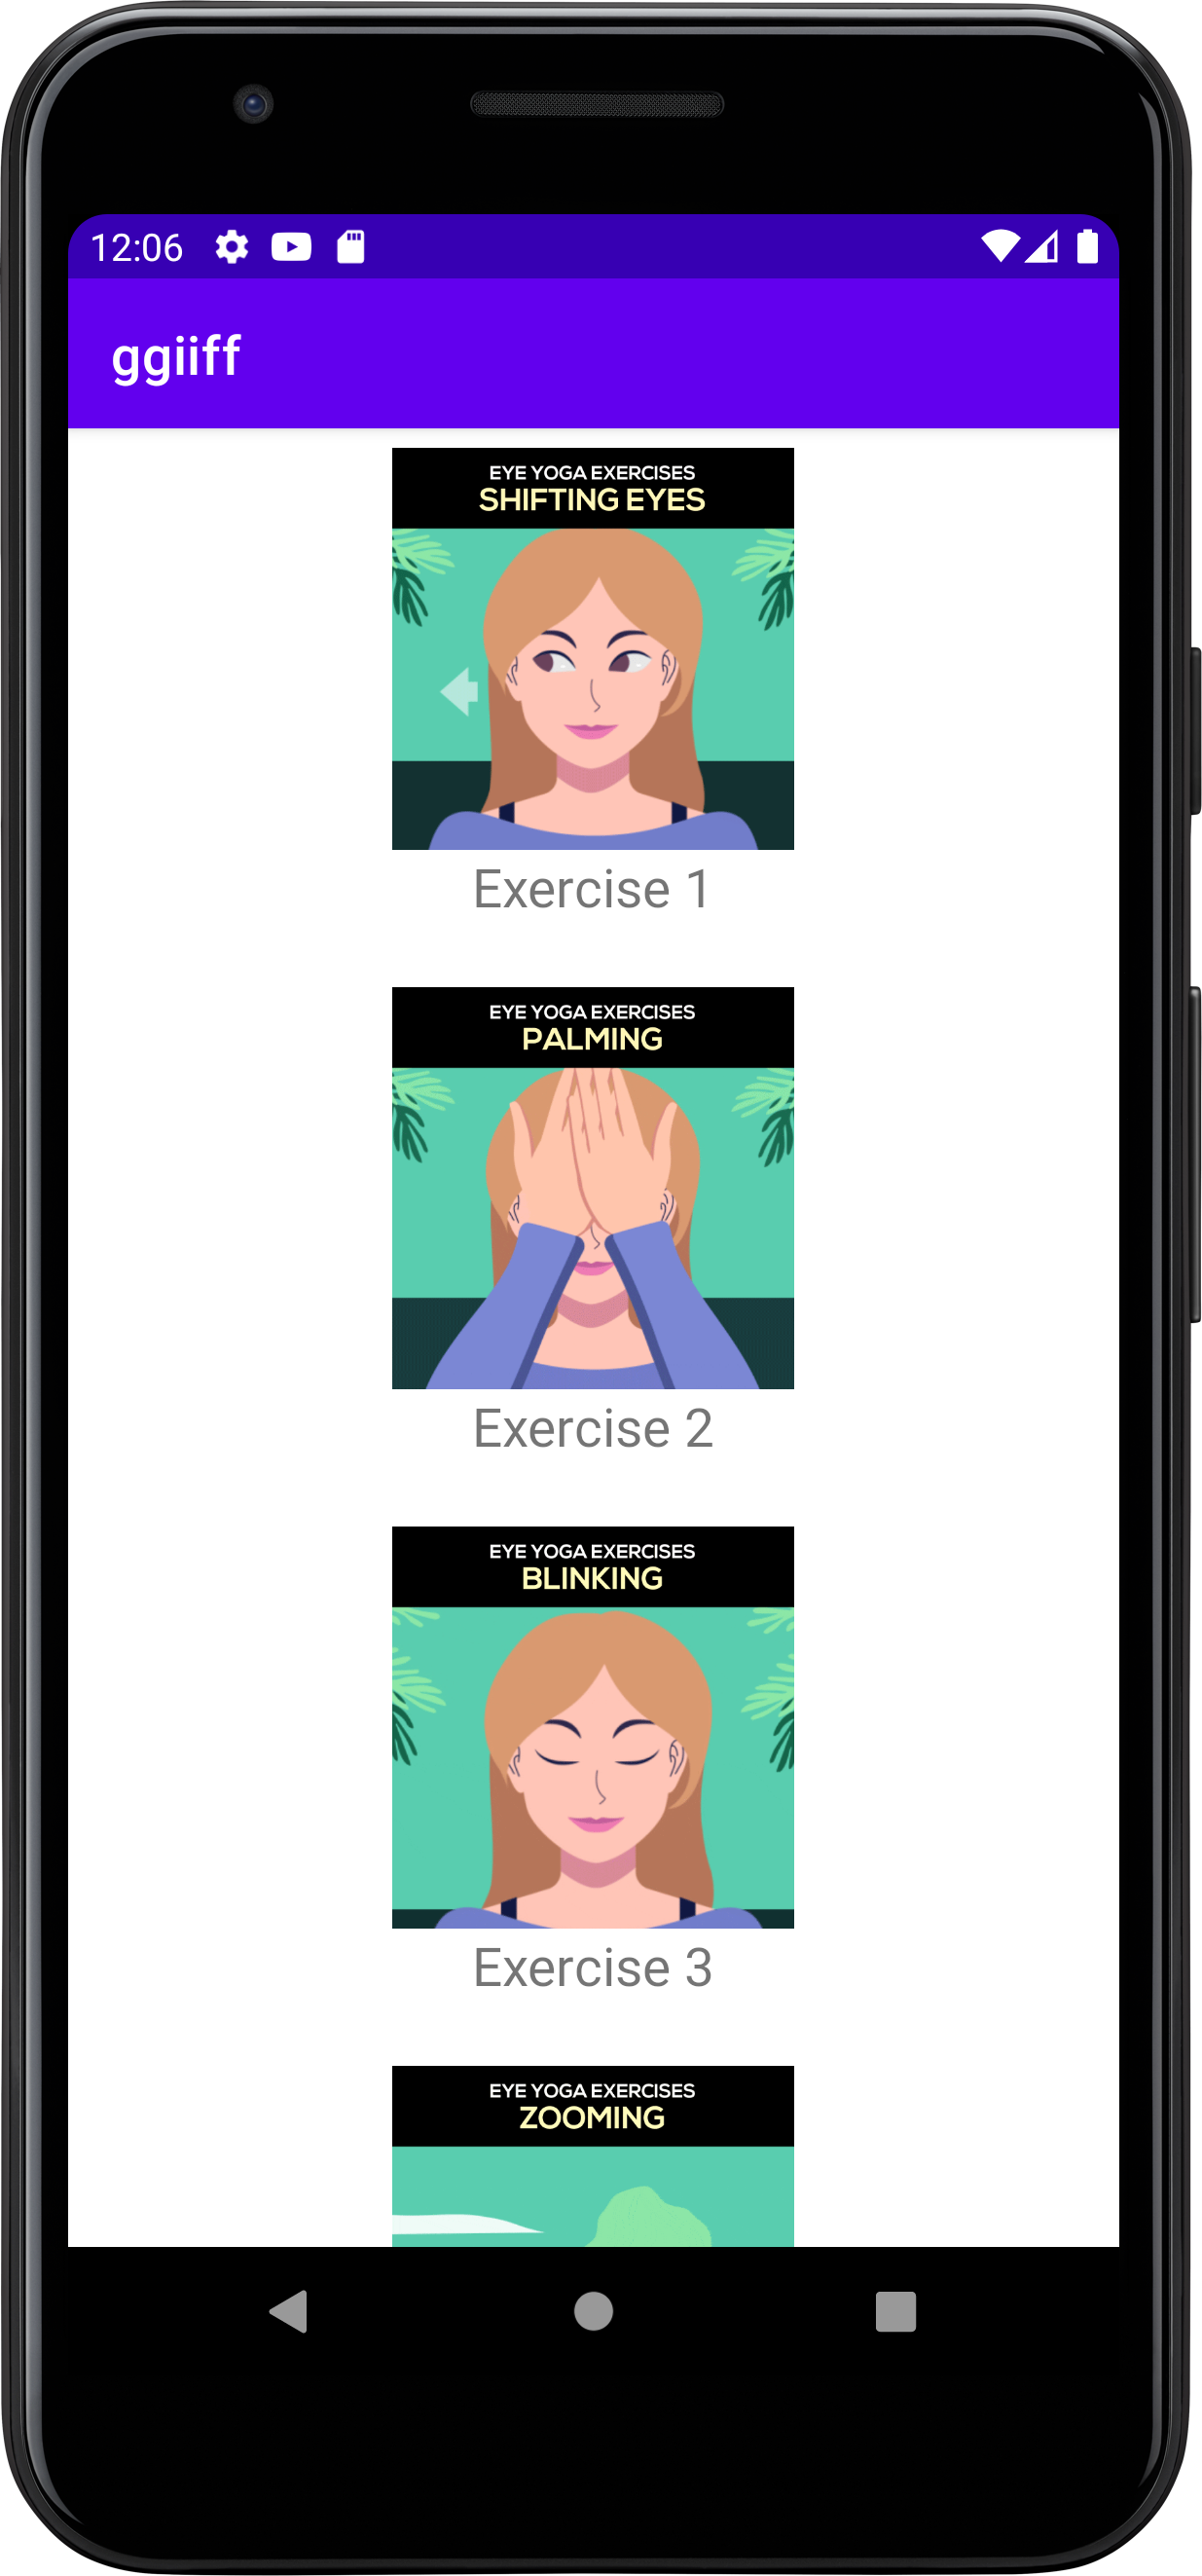 12:06
ggiiff
EYE YOGA EXERCISES
SHIFTING EYES
Exercise 1
EYE YOGA EXERCISES
PALMING
Exercise 2
EYE YOGA EXERCISES
BLINKING
Exercise 3
EYE YOGA EXERCISES
ZOOMING